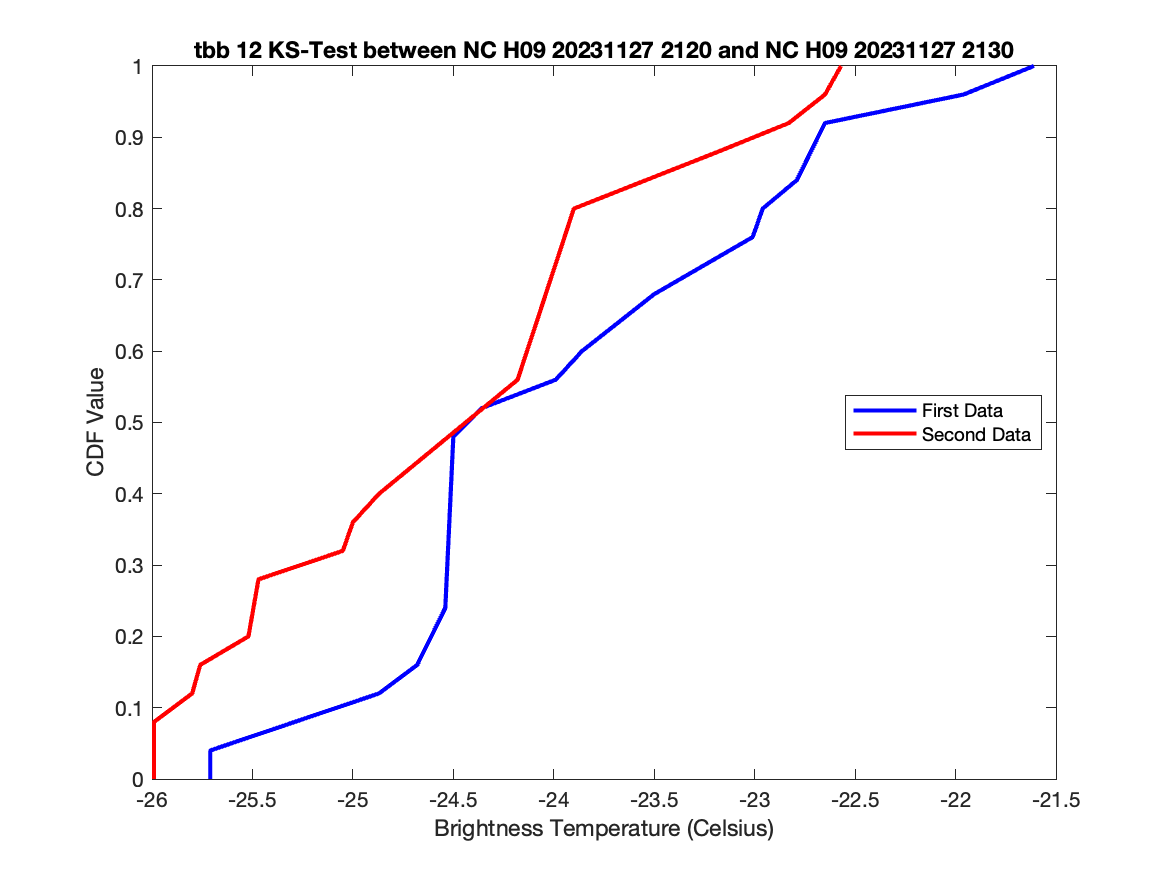 tbb 12 KS-Test between NC H09 20231127 2120 and NC H09 20231127 2130
1
0.9
0.8
0.7
0.6
0.5
0.4
0.3
0.2
0.1
0
CDF Value
First Data
Second Data
-26 -25.5 -25 -24.5 -24 -23.5 -23 -22.5 -22 -21.5
Brightness Temperature (Celsius)